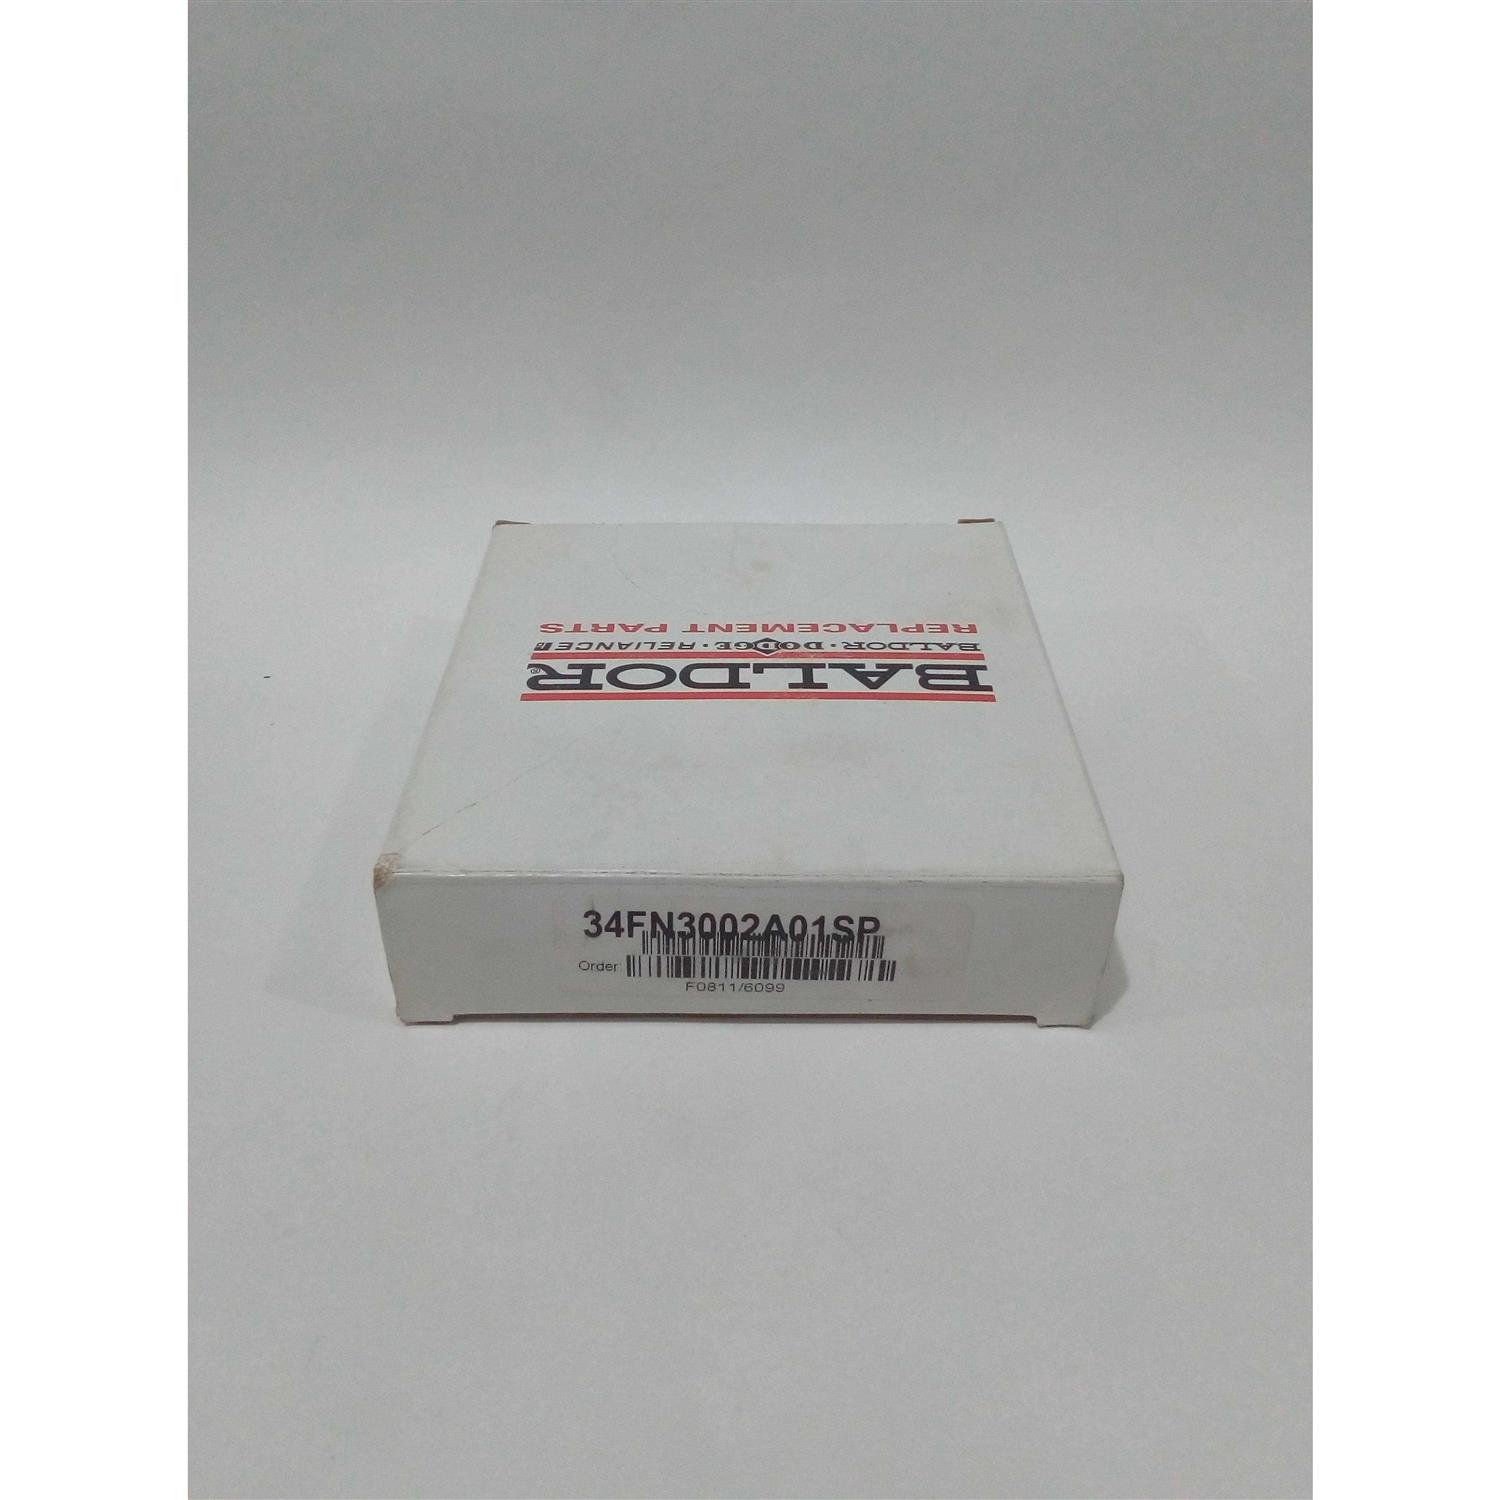 BALDOR®
BALDOR · DODGE · RELIANCE
REPLACEMENT PARTS
34FN3002A01SP
Order:
F0811/6099